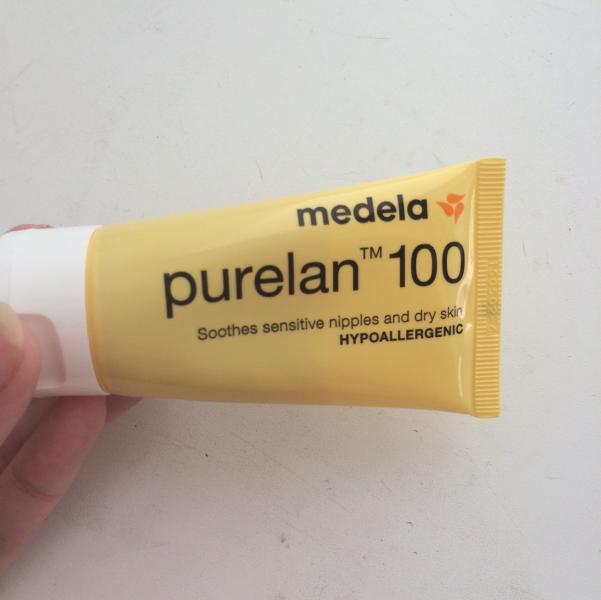 medela
purelan™ 100
Soothes sensitive nipples and dry skin
HYPOALLERGENIC